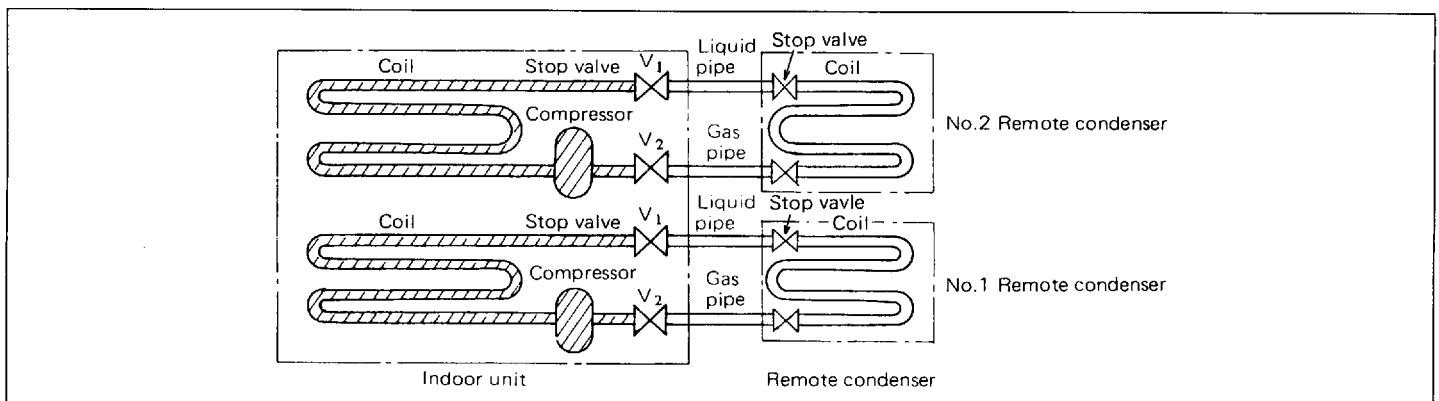 Stop valve
Liquid pipe
Coil
Stop valve
V1
Coil
Compressor
V2
Gas pipe
No.2 Remote condenser
Liquid pipe
Stop vavle
Coil
Stop valve
V1
Coil
Compressor
V2
Gas pipe
No.1 Remote condenser
Indoor unit
Remote condenser